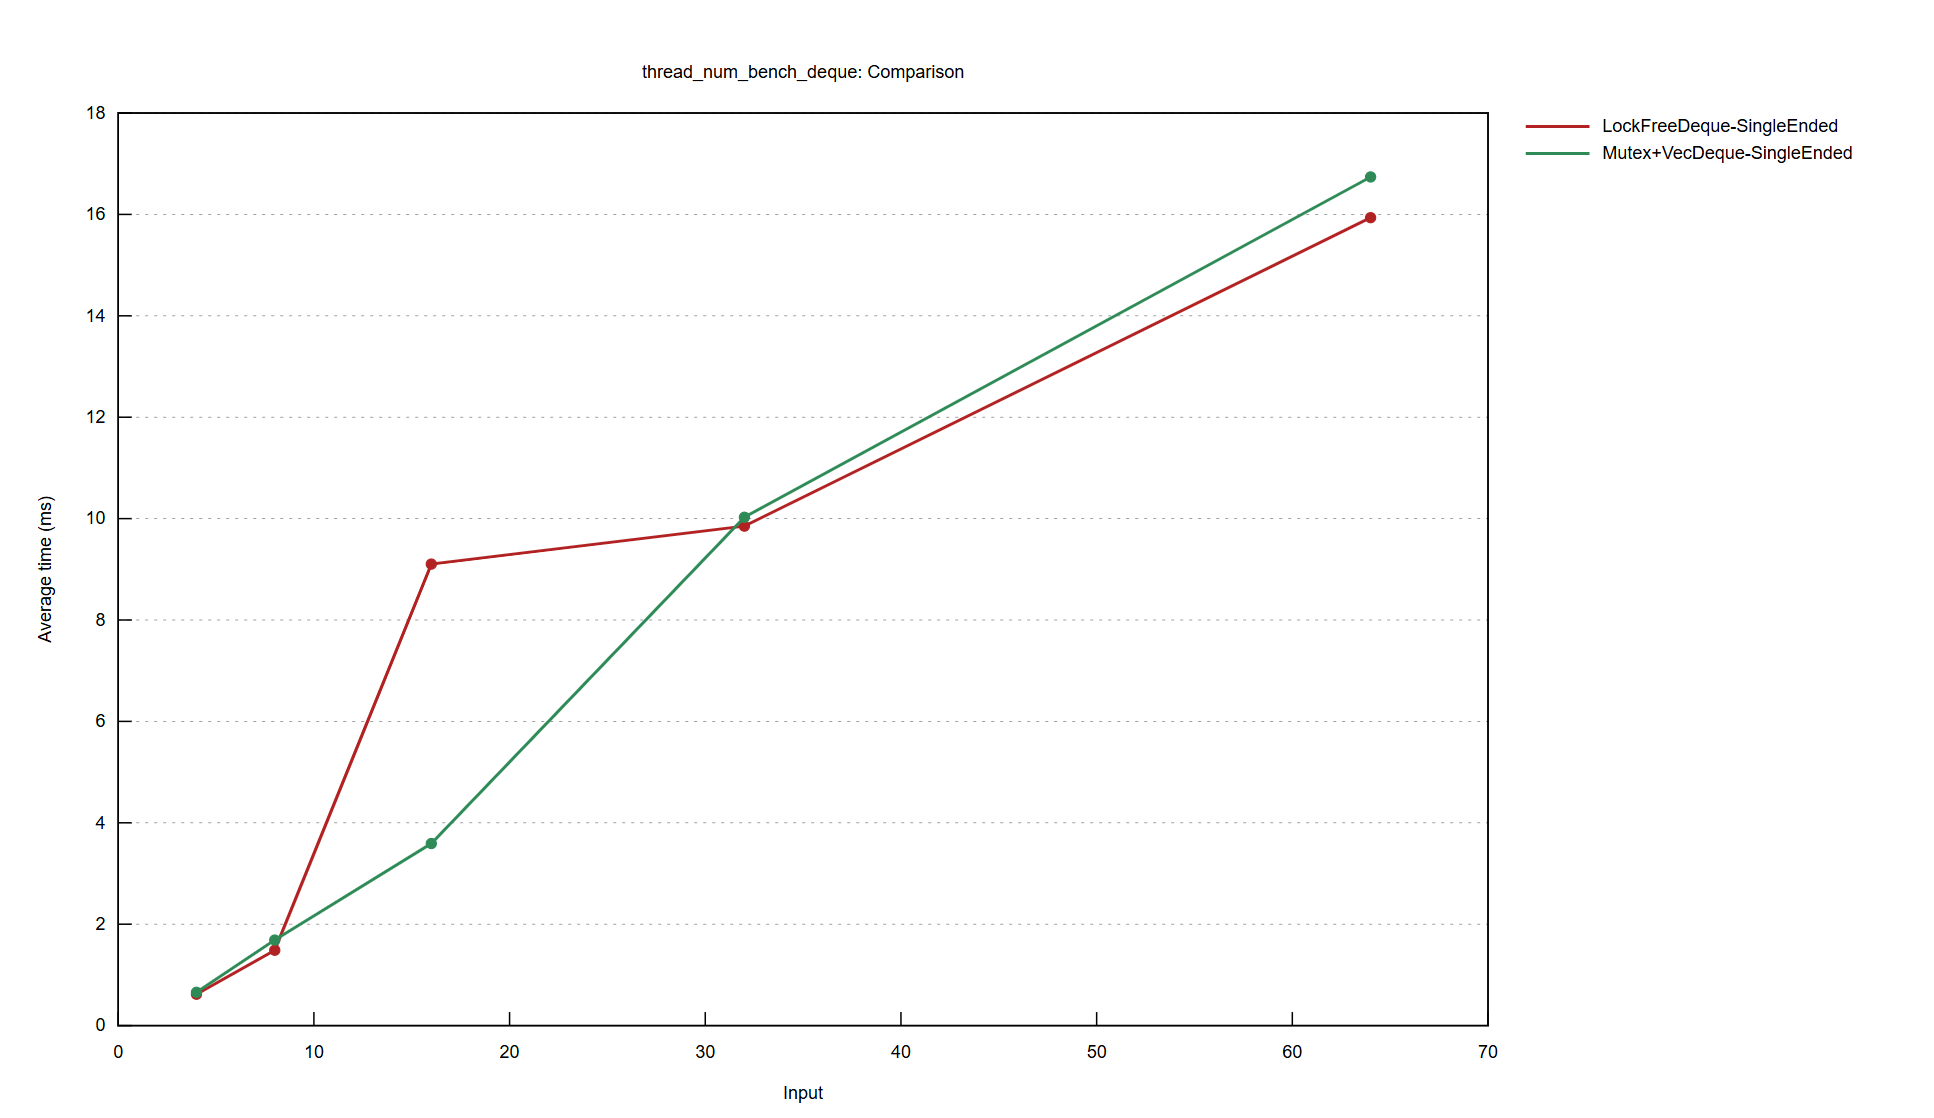 thread_num_bench_deque: Comparison
LockFreeDeque-SingleEnded
Mutex+VecDeque-SingleEnded
Average time (ms)
18
16
14
12
10
8
6
4
2
0
0 10 20 30 40 50 60 70
Input